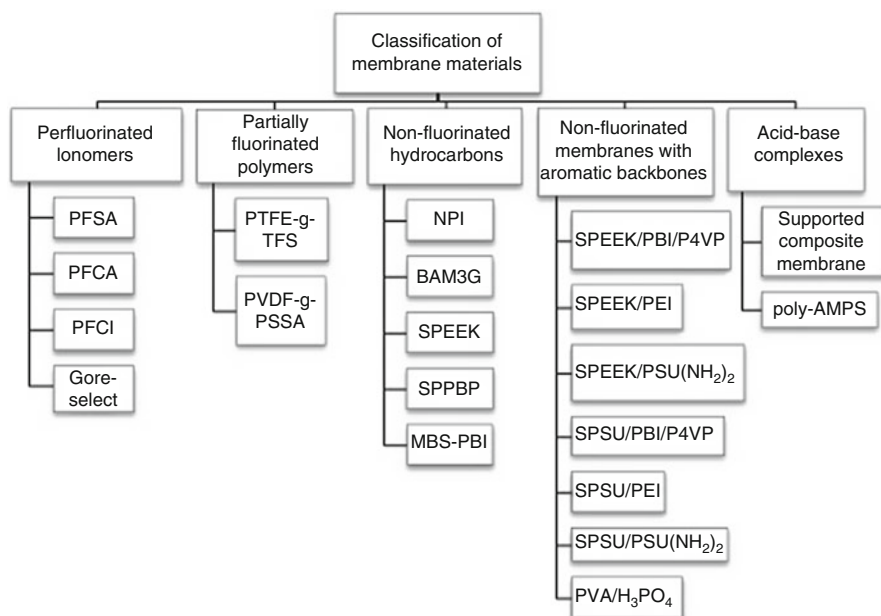 Classification of
membrane materials
Perfluorinated
Ionomers
PFSA
PFCA
PFCI
Gore-
select
Partially
fluorinated
polymers
PTFE-g-
TFS
PVDF-g-
PSSA
Non-fluorinated
hydrocarbons
NPI
BAM3G
SPEEK
SPPBP
MBS-PBI
Non-fluorinated
membranes with
aromatic backbones
SPEEK/PBI/P4VP
SPEEK/PEI
SPEEK/PSU(NH₂)₂
SPSU/PBI/P4VP
SPSU/PEI
SPSU/PSU(NH₂)₂
PVA/H₃PO₄
Acid-base
complexes
Supported
composite
membrane
poly-AMPS